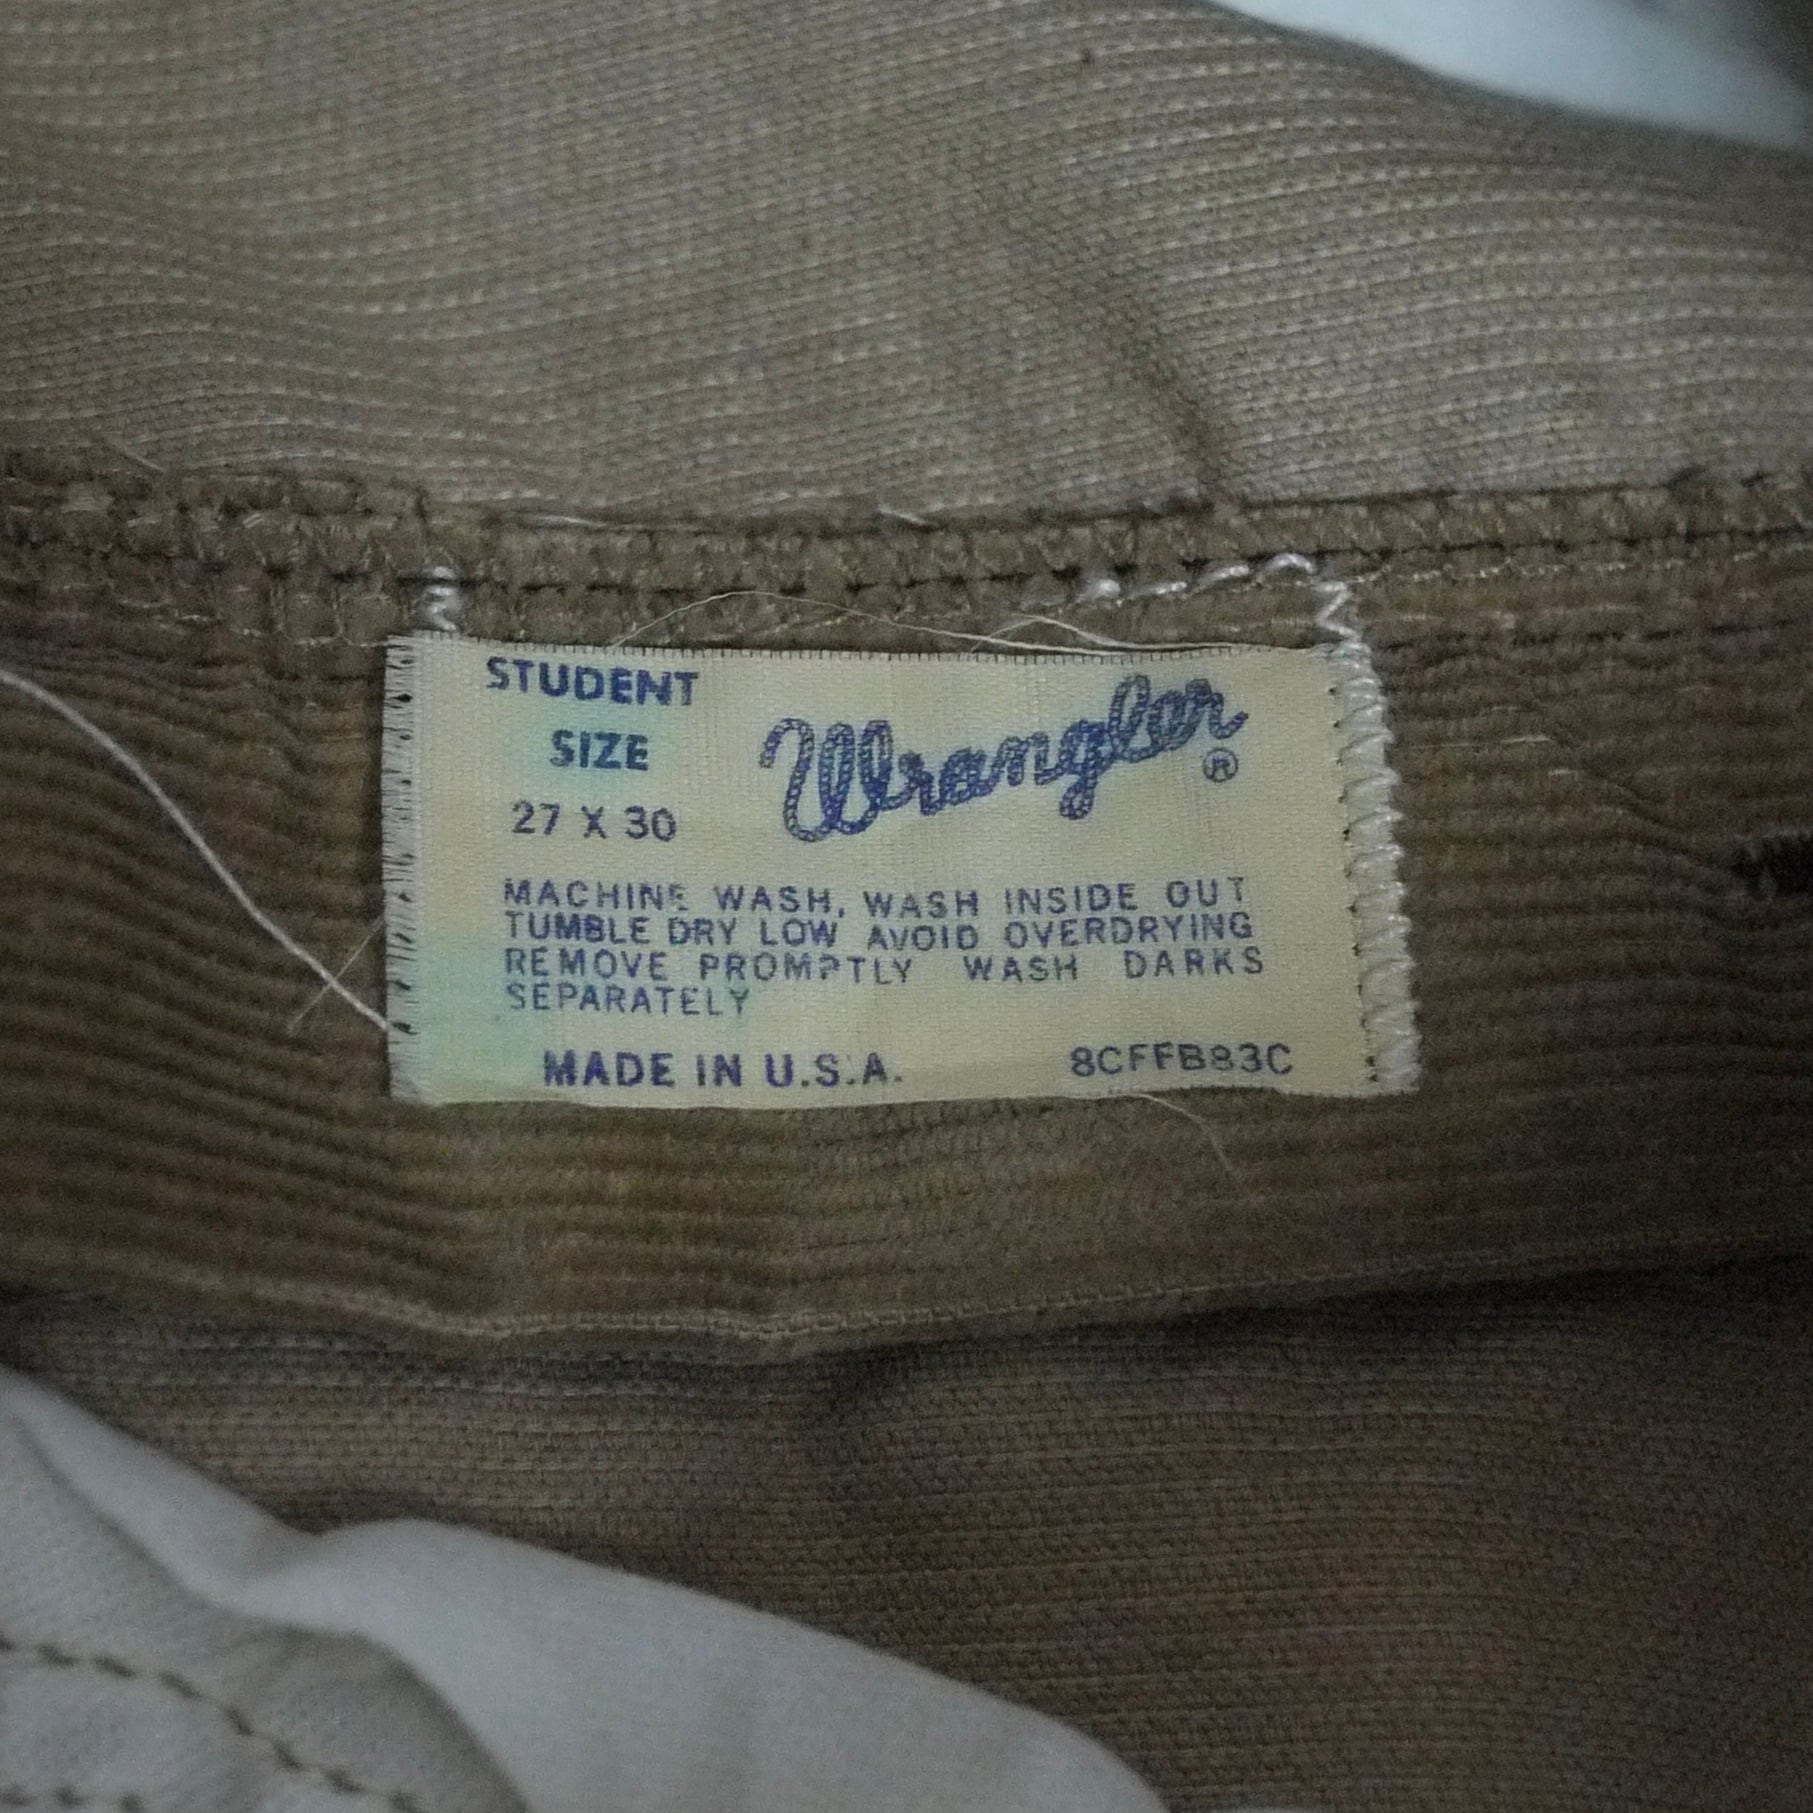 STUDENT
SIZE
27 X 30
Wrangler®
MACHINE WASH, WASH INSIDE OUT
TUMBLE DRY LOW AVOID OVERDRYING
REMOVE PROMPTLY WASH DARKS
SEPARATELY
MADE IN U.S.A. 8CFFB83C